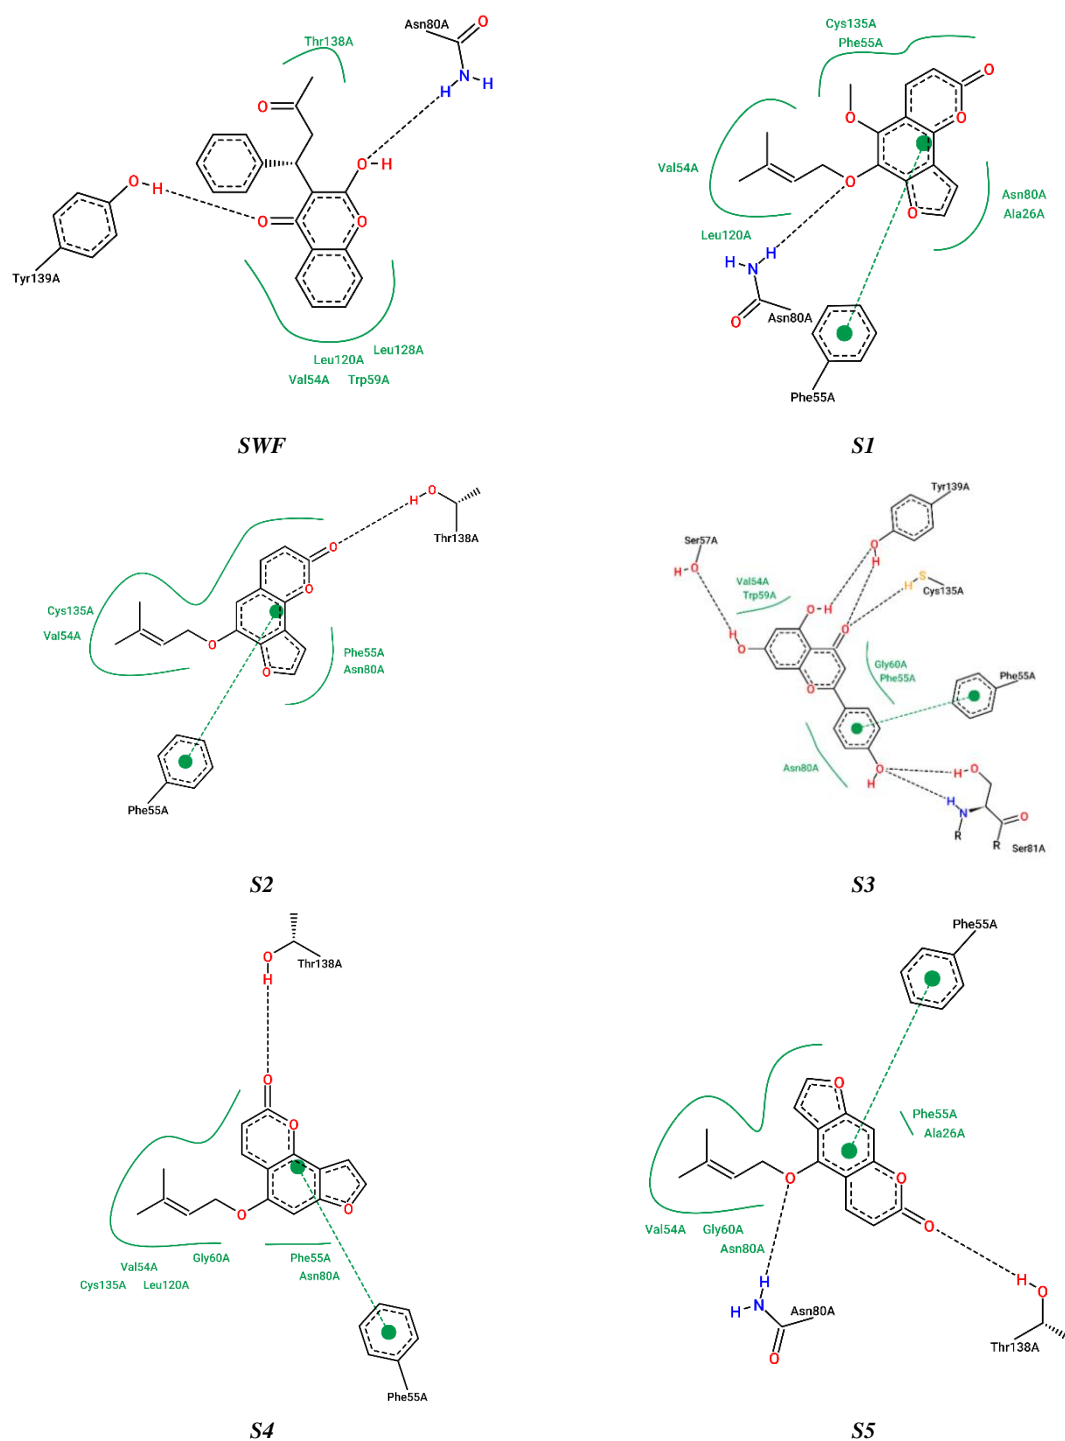 Asn80A
O
N
H
H
Thr138A
O
O
H
O
H
O
O
Tyr139A
Leu120A
Leu128A
Val54A
Trp59A
SWF
Cys135A
Phe55A
O
O
O
Val54A
O
O
Asn80A
Ala26A
Leu120A
H
H
N
O
Asn80A
Phe55A
S1
H
O
Thr138A
O
O
Cys135A
Val54A
O
O
Phe55A
Asn80A
Phe55A
S2
Tyr139A
Ser57A
O
H
H
O
S
H
Cys135A
Val54A
Trp59A
O
H
O
H
O
O
Gly60A
Phe55A
Phe55A
Asn80A
O
H
H
O
H
N
O
R
R
Ser81A
S3
O
H
Thr138A
O
O
O
O
Gly60A
Val54A
Cys135A
Leu120A
Phe55A
Asn80A
Phe55A
S4
Phe55A
O
Phe55A
Ala26A
O
O
O
Val54A
Gly60A
Asn80A
H
H
N
O
Asn80A
H
O
Thr138A
S5